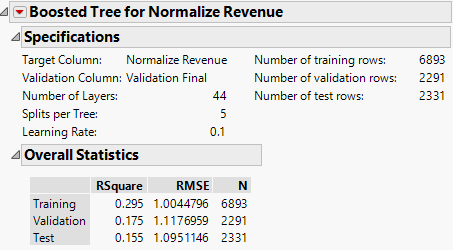 Boosted Tree for Normalize Revenue
Specifications
Target Column: Normalize Revenue Number of training rows: 6893
Validation Column: Validation Final Number of validation rows: 2291
Number of Layers: 44 Number of test rows: 2331
Splits per Tree: 5
Learning Rate: 0.1
Overall Statistics
RSquare RMSE N
Training 0.295 1.0044796 6893
Validation 0.175 1.1176959 2291
Test 0.155 1.0951146 2331